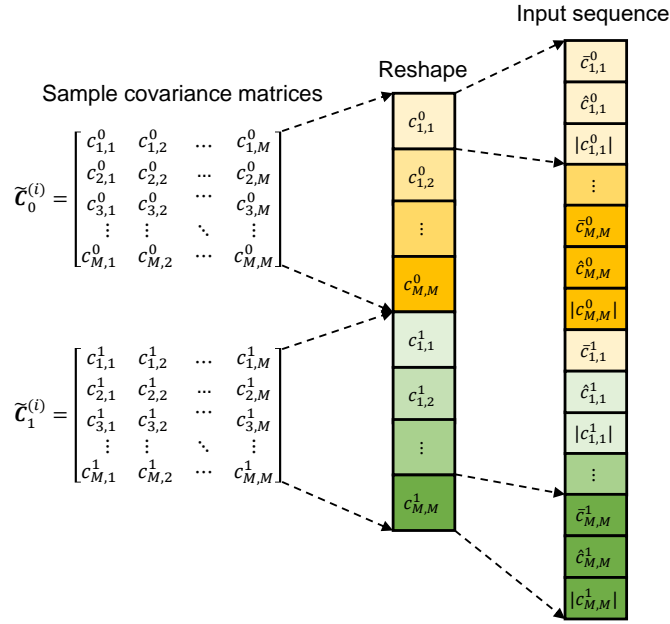 Input sequence
Reshape
Sample covariance matrices
C̃₀⁽ⁱ⁾ =
c⁰₁,₁ c⁰₁,₂ … c⁰₁,M
c⁰₂,₁ c⁰₂,₂ … c⁰₂,M
c⁰₃,₁ c⁰₃,₂ … c⁰₃,M
⋮ ⋮ ⋱ ⋮
c⁰M,₁ c⁰M,₂ ⋯ c⁰M,M
C̃₁⁽ⁱ⁾ =
c¹₁,₁ c¹₁,₂ … c¹₁,M
c¹₂,₁ c¹₂,₂ … c¹₂,M
c¹₃,₁ c¹₃,₂ … c¹₃,M
⋮ ⋮ ⋱ ⋮
c¹M,₁ c¹M,₂ ⋯ c¹M,M
c⁰₁,₁
c⁰₁,₂
⋮
c⁰M,M
c¹₁,₁
c¹₁,₂
⋮
c¹M,M
c̄⁰₁,₁
ĉ⁰₁,₁
|c⁰₁,₁|
⋮
c̄⁰M,M
ĉ⁰M,M
|c⁰M,M|
c̄¹₁,₁
ĉ¹₁,₁
|c¹₁,₁|
⋮
c̄¹M,M
ĉ¹M,M
|c¹M,M|